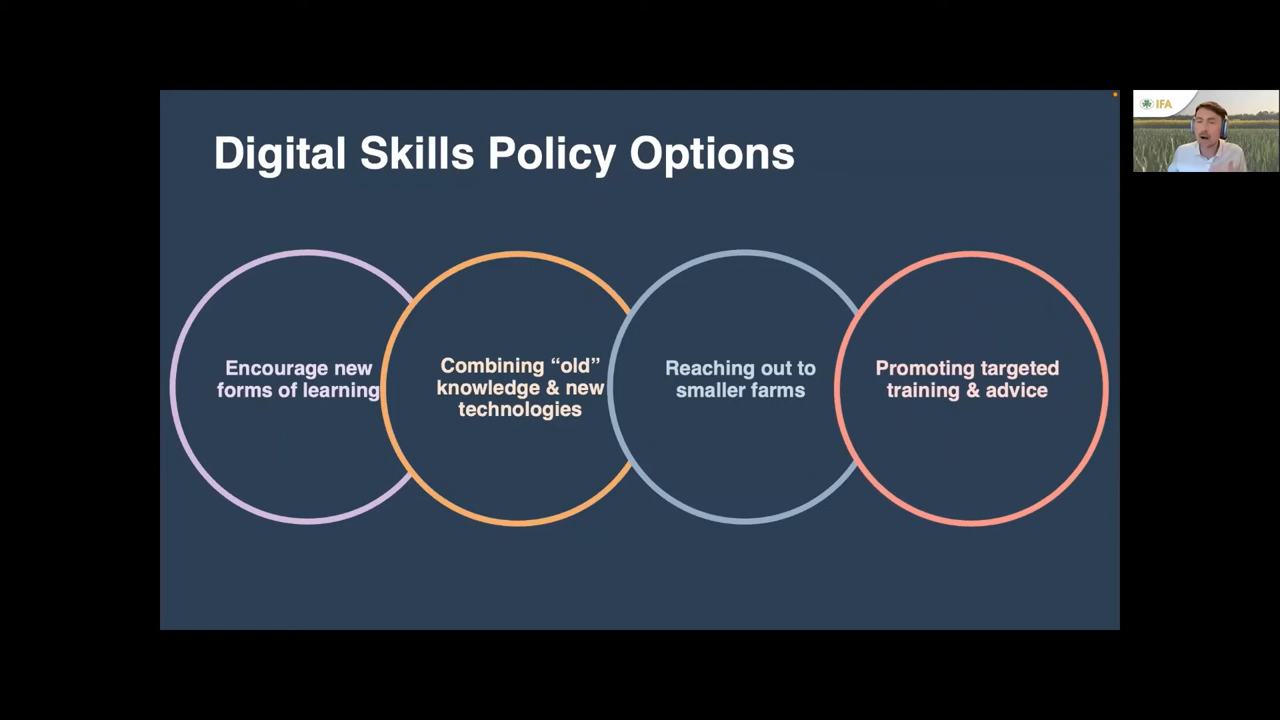 IFA
Digital Skills Policy Options
Encourage new
forms of learning
Combining “old”
knowledge & new
technologies
Reaching out to
smaller farms
Promoting targeted
training & advice